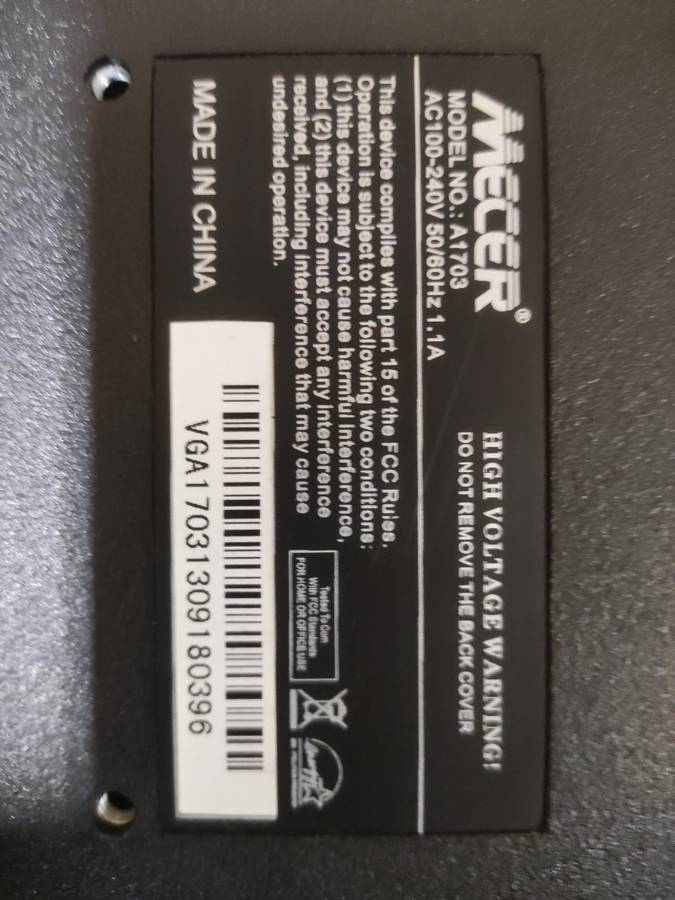 MECER®
MODEL NO.: A1703
AC100-240V 50/60Hz 1.1A
HIGH VOLTAGE WARNING!
DO NOT REMOVE THE BACK COVER
This device complies with part 15 of the FCC Rules.
Operation is subject to the following two conditions:
(1) this device may not cause harmful interference,
and (2) this device must accept any interference
received, including interference that may cause
undesired operation.
Tested To Com
With FCC Standards
FOR HOME OR OFFICE USE
MADE IN CHINA
VGA17031309180396